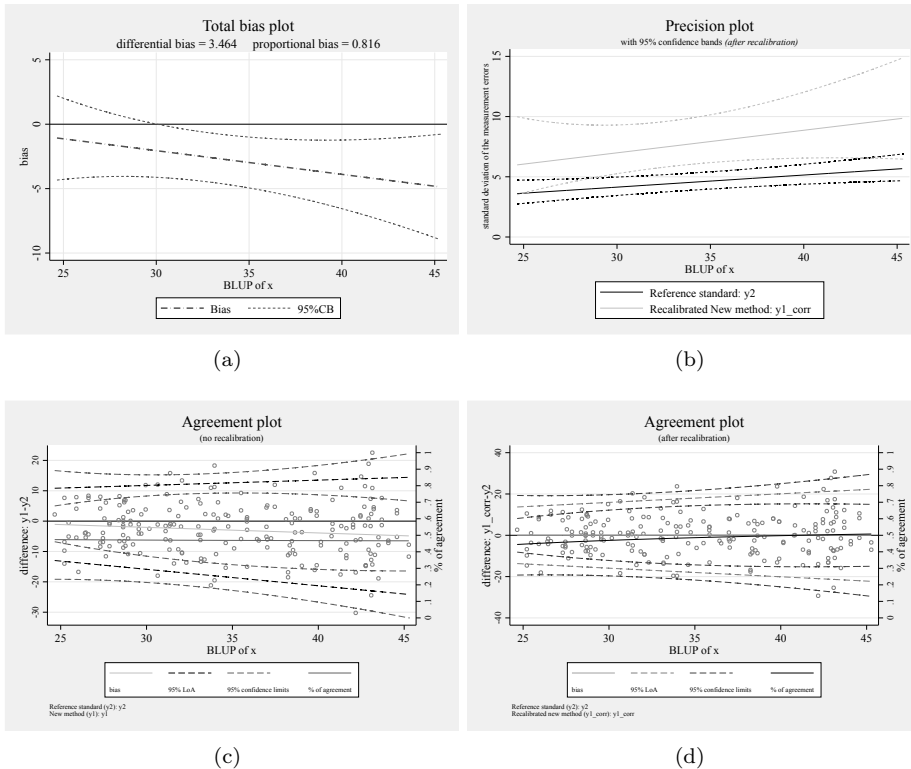 Total bias plot
differential bias = 3.464 proportional bias = 0.816
5
0
-5
-10
bias
25 30 35 40 45
BLUP of x
Bias 95%CB
(a)
Precision plot
with 95% confidence bands (after recalibration)
15
10
5
0
standard deviation of the measurement errors
25 30 35 40 45
BLUP of x
Reference standard: y2
Recalibrated New method: y1_corr
(b)
Agreement plot
(no recalibration)
20
10
0
-10
-20
-30
difference: y1-y2
1
.9
.8
.7
.6
.5
.4
.3
.2
.1
0
% of agreement
25 30 35 40 45
BLUP of x
bias 95% LoA 95% confidence limits % of agreement
Reference standard (y2): y2
New method (y1): y1
(c)
Agreement plot
(after recalibration)
40
20
0
-20
-40
difference: y1_corr-y2
1
.9
.8
.7
.6
.5
.4
.3
.2
.1
0
% of agreement
25 30 35 40 45
BLUP of x
bias 95% LoA 95% confidence limits % of agreement
Reference standard (y2): y2
Recalibrated new method (y1_corr): y1_corr
(d)